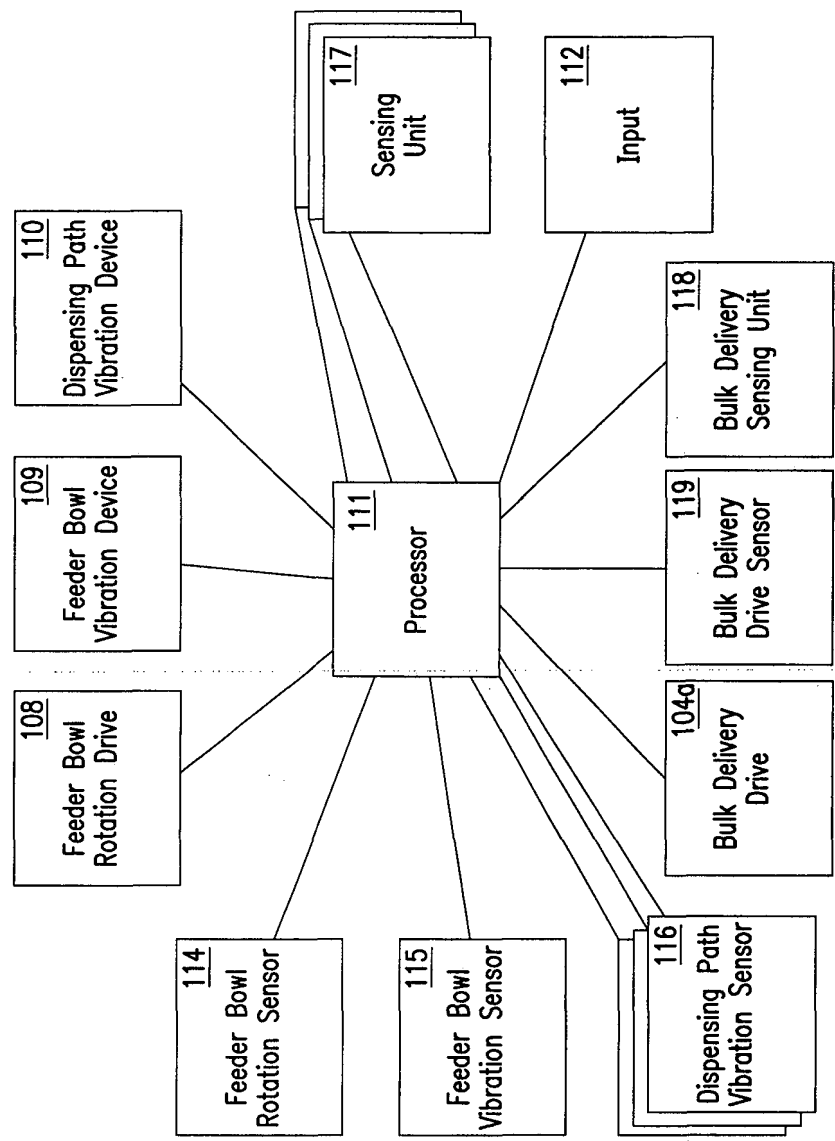 108
Feeder Bowl
Rotation Drive
109
Feeder Bowl
Vibration Device
110
Dispensing Path
Vibration Device
114
Feeder Bowl
Rotation Sensor
117
Sensing
Unit
111
Processor
115
Feeder Bowl
Vibration Sensor
112
Input
116
Dispensing Path
Vibration Sensor
104a
Bulk Delivery
Drive
119
Bulk Delivery
Drive Sensor
118
Bulk Delivery
Sensing Unit